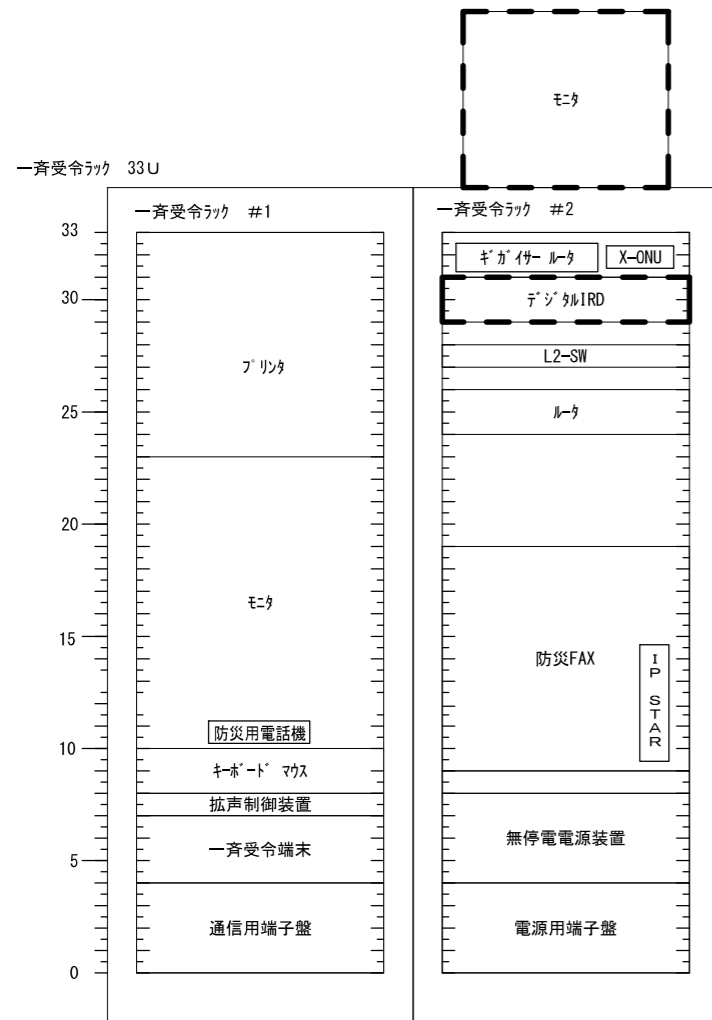 モニタ
一斉受令ラック 33U
一斉受令ラック #1
一斉受令ラック #2
33
30
25
20
15
10
5
0
プリンタ
モニタ
防災用電話機
キーボード マウス
拡声制御装置
一斉受令端末
通信用端子盤
ギガイサー ルータ
X-ONU
デジタルIRD
L2-SW
ルータ
防災FAX
IP STAR
無停電電源装置
電源用端子盤